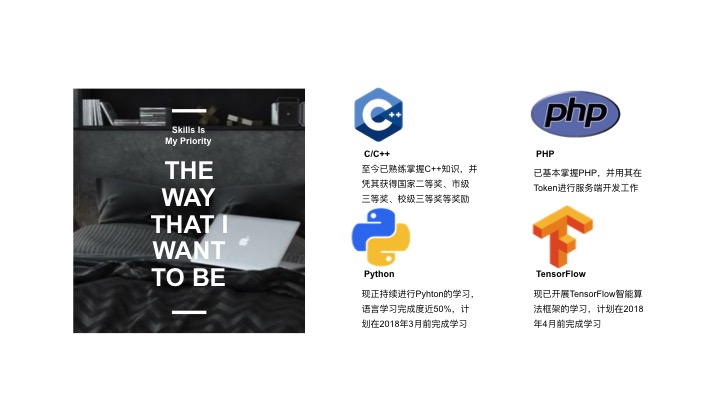 Skills Is
My Priority
THE
WAY
THAT I
WANT
TO BE
C/C++
至今已熟练掌握C++知识，并
凭其获得国家二等奖、市级
三等奖、校级三等奖等奖励
php
PHP
已基本掌握PHP，并用其在
Token进行服务端开发工作
Python
现正持续进行Pyhton的学习，
语言学习完成度近50%，计
划在2018年3月前完成学习
TensorFlow
现已开展TensorFlow智能算
法框架的学习，计划在2018
年4月前完成学习